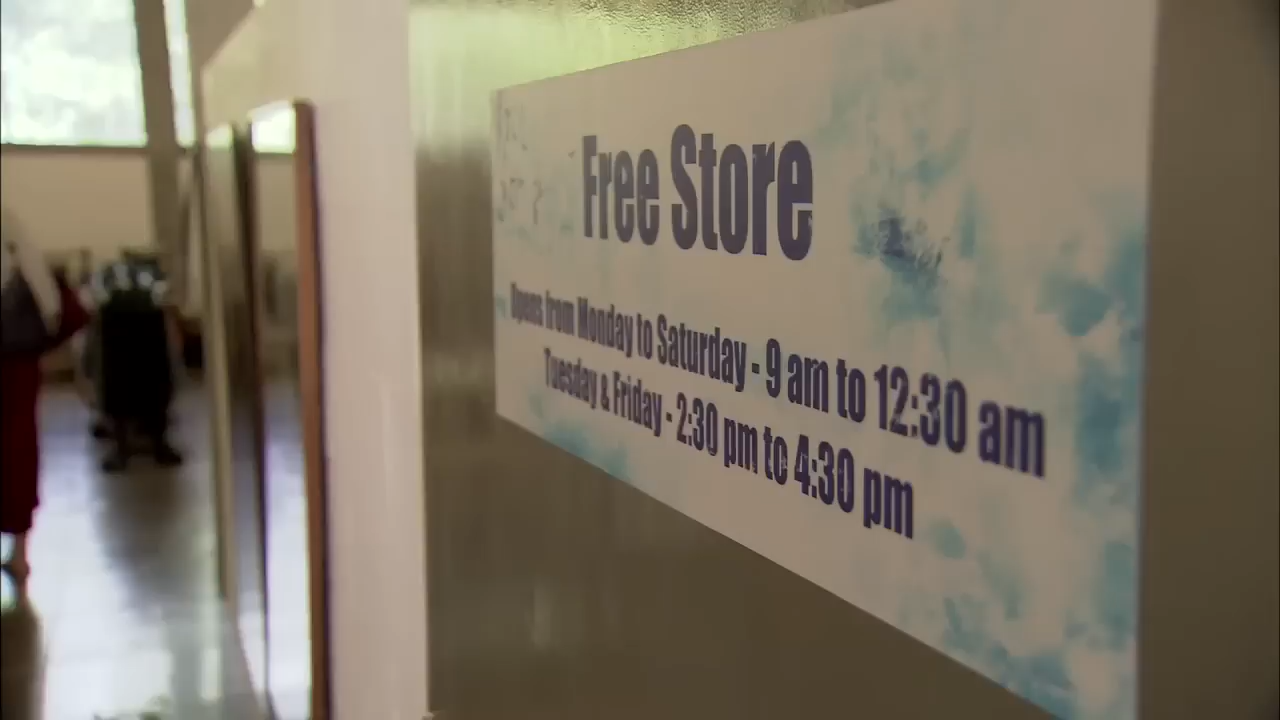 Free Store
Opens from Monday to Saturday - 9 am to 12:30 am
Tuesday & Friday - 2:30 pm to 4:30 pm